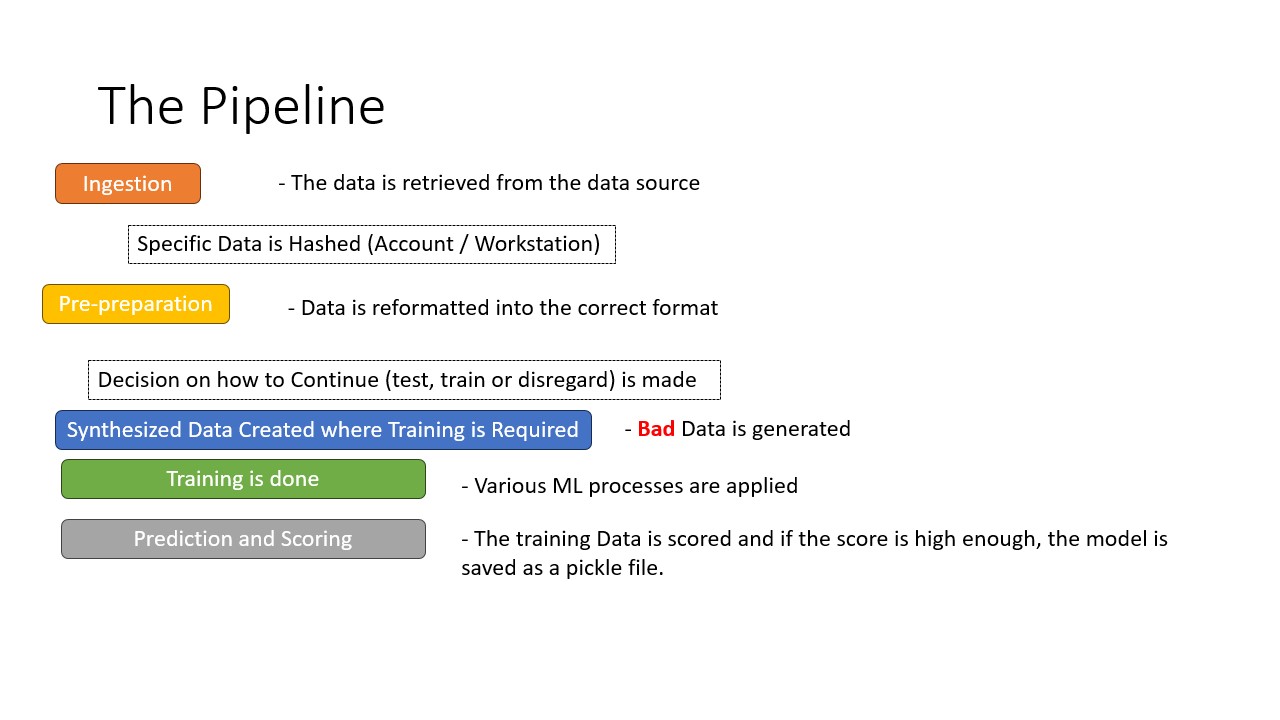 The Pipeline
Ingestion
- The data is retrieved from the data source
Specific Data is Hashed (Account / Workstation)
Pre-preparation
- Data is reformatted into the correct format
Decision on how to Continue (test, train or disregard) is made
Synthesized Data Created where Training is Required
- Bad Data is generated
Training is done
- Various ML processes are applied
Prediction and Scoring
- The training Data is scored and if the score is high enough, the model is
saved as a pickle file.